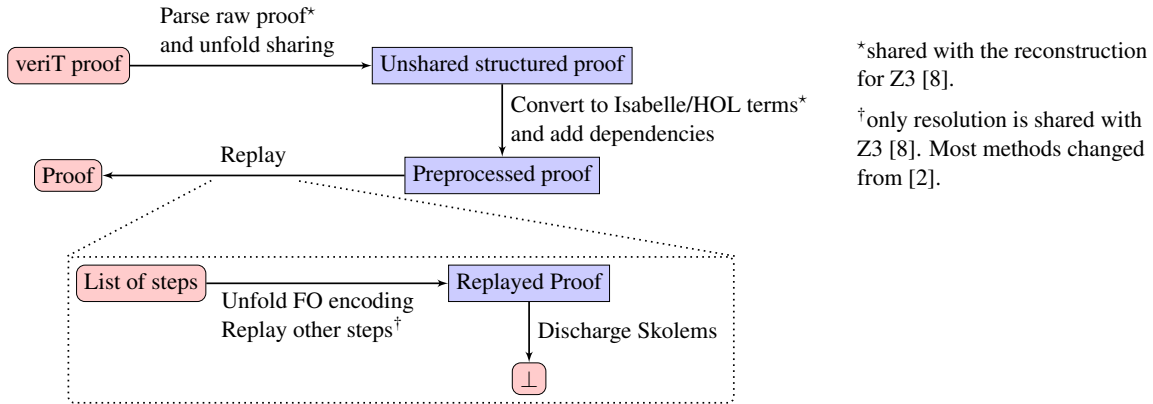 Parse raw proof⋆
and unfold sharing
veriT proof
Unshared structured proof
⋆shared with the reconstruction
for Z3 [8].
Convert to Isabelle/HOL terms⋆
and add dependencies
†only resolution is shared with
Z3 [8]. Most methods changed
from [2].
Replay
Proof
Preprocessed proof
List of steps
Replayed Proof
Unfold FO encoding
Replay other steps†
Discharge Skolems
⊥